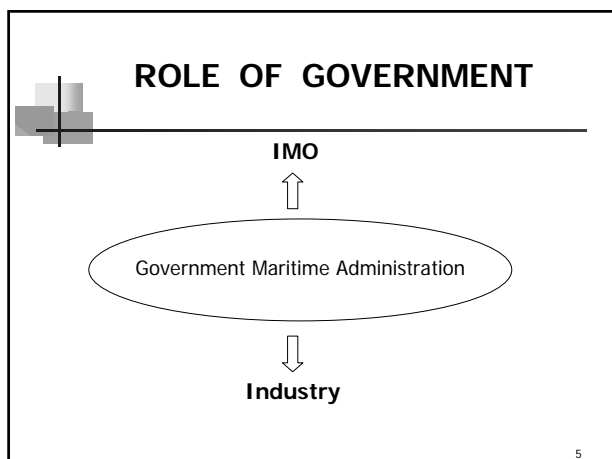 ROLE OF GOVERNMENT
IMO
Government Maritime Administration
Industry
5